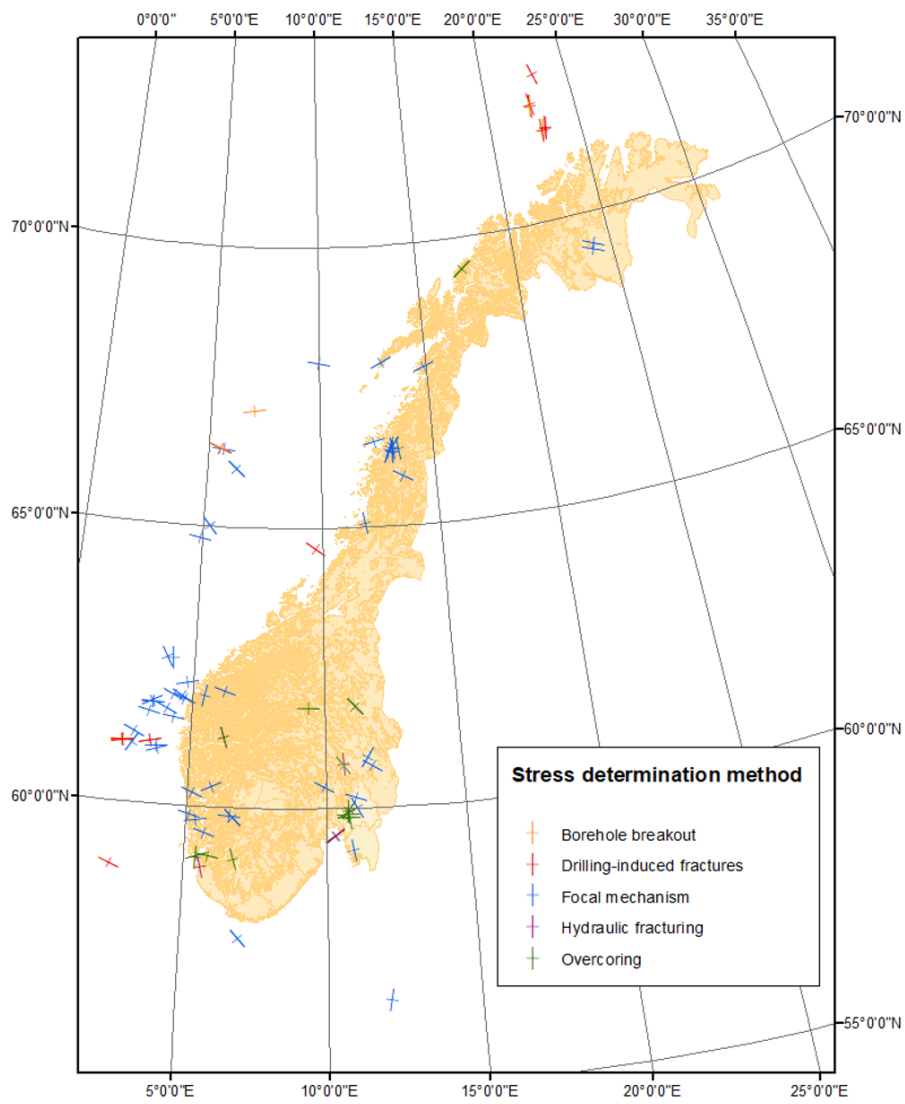 0°0'0" 5°0'0"E 10°0'0"E 15°0'0"E 20°0'0"E 25°0'0"E 30°0'0"E 35°0'0"E
70°0'0"N
70°0'0"N
65°0'0"N
65°0'0"N
60°0'0"N
60°0'0"N
Stress determination method
Borehole breakout
Drilling-induced fractures
Focal mechanism
Hydraulic fracturing
Overcoring
55°0'0"N
5°0'0"E 10°0'0"E 15°0'0"E 20°0'0"E 25°0'0"E